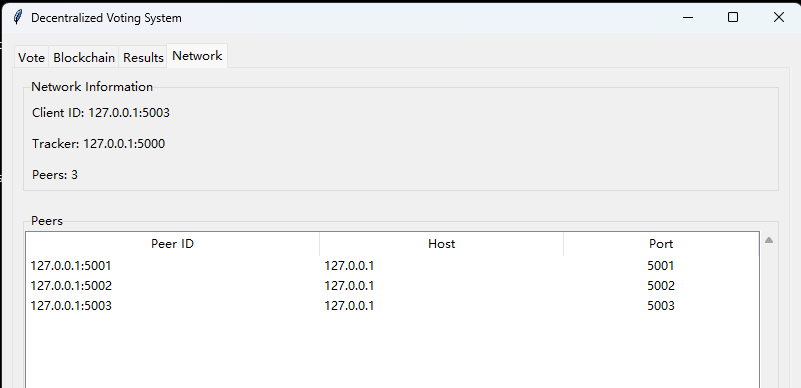 Decentralized Voting System
Vote Blockchain Results Network
Network Information
Client ID: 127.0.0.1:5003
Tracker: 127.0.0.1:5000
Peers: 3
Peers
Peer ID Host Port
127.0.0.1:5001 127.0.0.1 5001
127.0.0.1:5002 127.0.0.1 5002
127.0.0.1:5003 127.0.0.1 5003